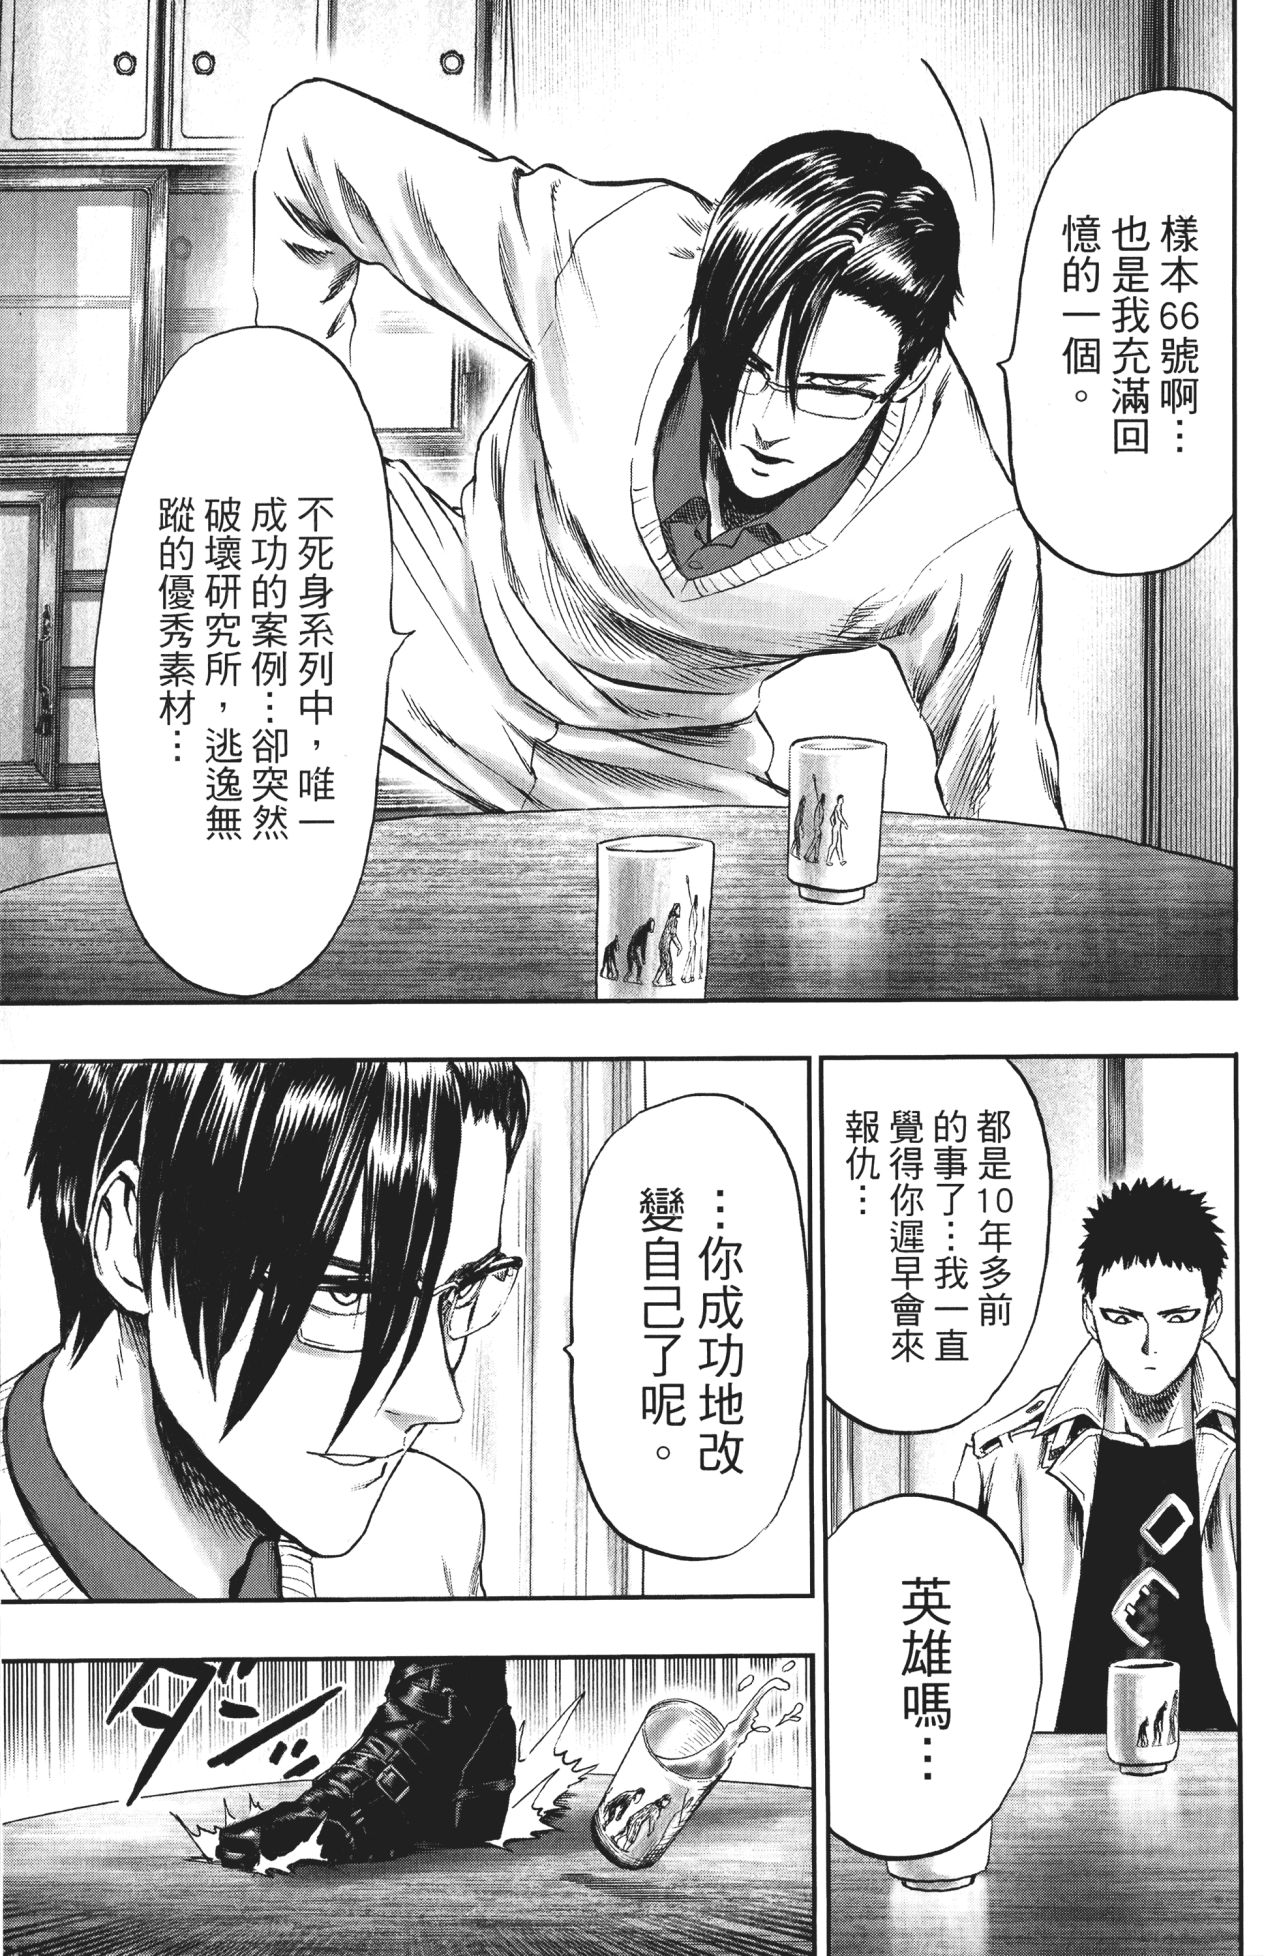 樣本66號啊…
也是我充滿回
憶的一個。
不死身系列中，唯一
成功的案例…卻突然
破壞研究所，逃逸無
蹤的優秀素材…
都是10年多前
的事了…我一直
覺得你遲早會來
報仇…
英雄嗎…
…你成功地改
變自己了呢。
ダン